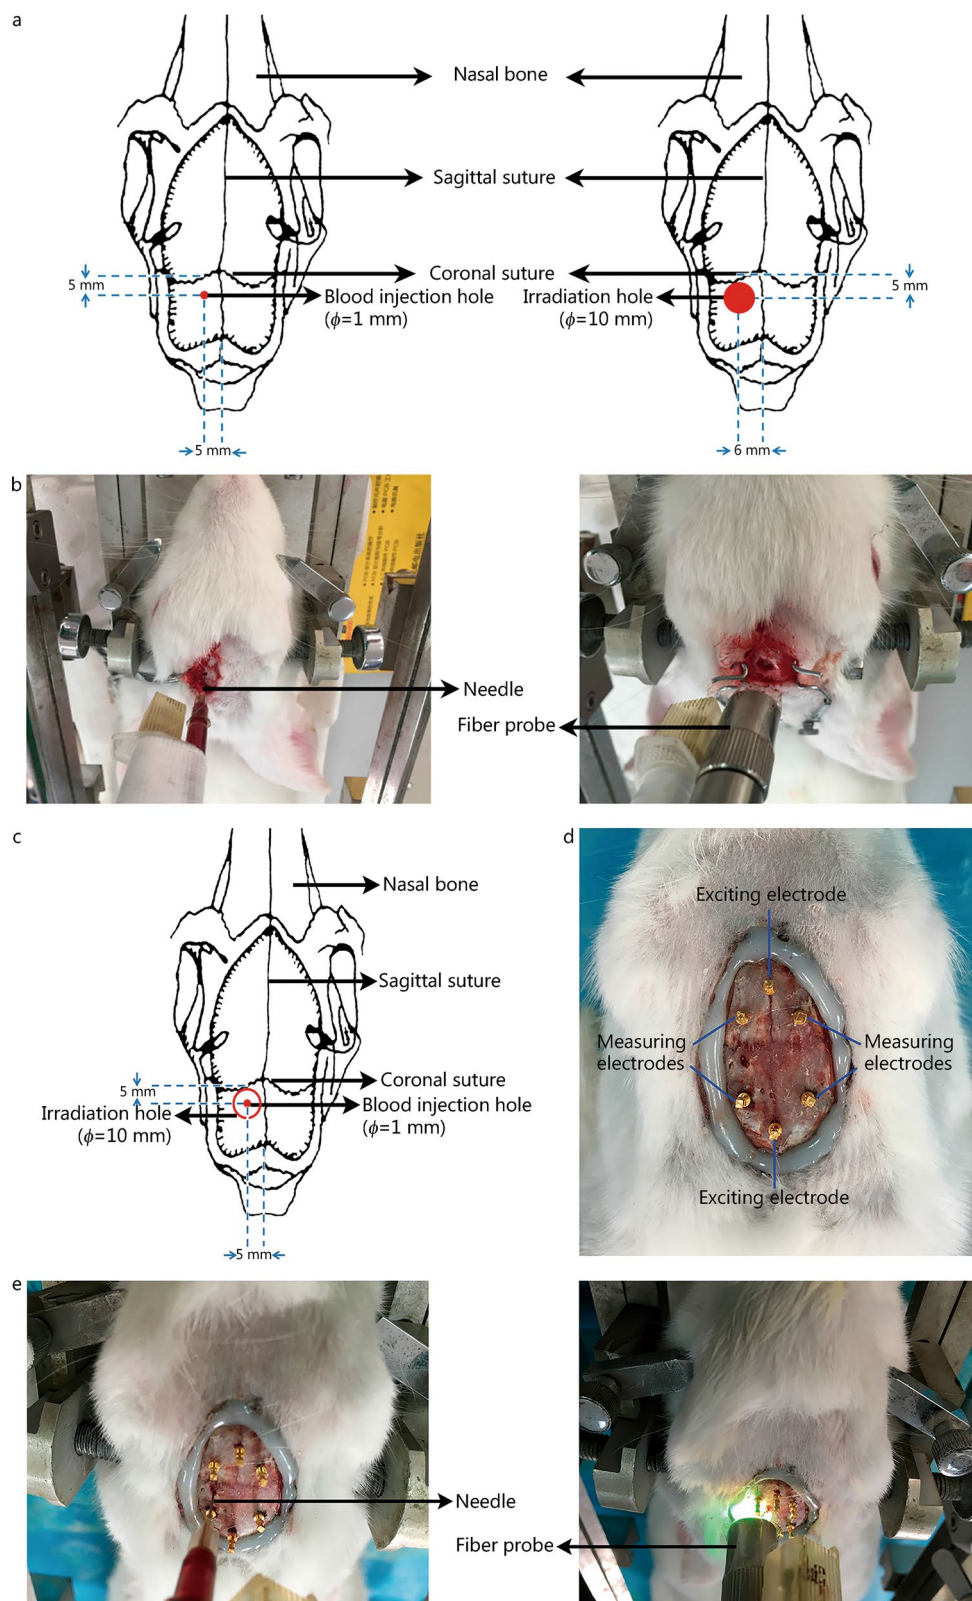 a
Nasal bone
Sagittal suture
Coronal suture
5 mm
Blood injection hole
(ϕ=1 mm)
Irradiation hole
(ϕ=10 mm)
5 mm
5 mm
6 mm
b
Needle
Fiber probe
c
Nasal bone
Sagittal suture
Coronal suture
5 mm
Irradiation hole
(ϕ=10 mm)
Blood injection hole
(ϕ=1 mm)
5 mm
d
Exciting electrode
Measuring
electrodes
Measuring
electrodes
Exciting electrode
e
Needle
Fiber probe